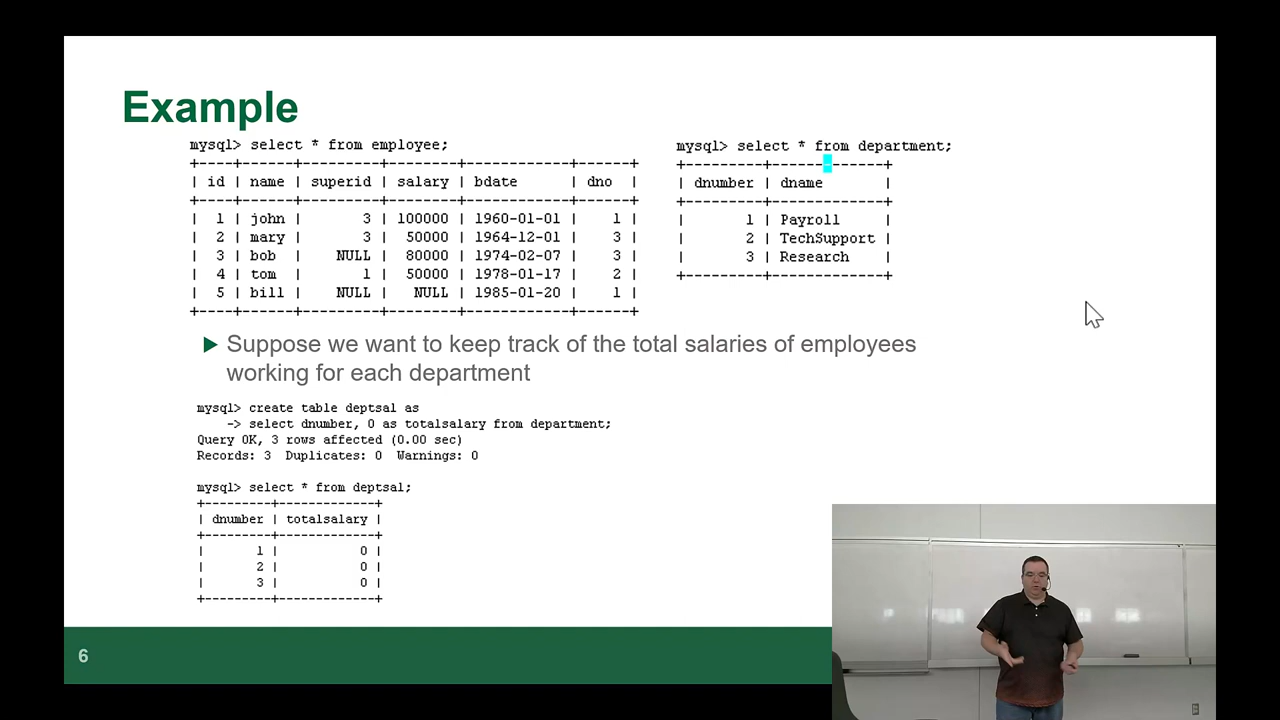 Example
mysql> select * from employee;
+----+------+---------+--------+------------+------+
| id | name | superid | salary | bdate      | dno  |
+----+------+---------+--------+------------+------+
|  1 | john |       3 | 100000 | 1960-01-01 |    1 |
|  2 | mary |       3 |  50000 | 1964-12-01 |    3 |
|  3 | bob  |    NULL |  80000 | 1974-02-07 |    3 |
|  4 | tom  |       1 |  50000 | 1978-01-17 |    2 |
|  5 | bill |    NULL |   NULL | 1985-01-20 |    1 |
+----+------+---------+--------+------------+------+
mysql> select * from department;
+---------+-------------+
| dnumber | dname       |
+---------+-------------+
|       1 | Payroll     |
|       2 | TechSupport |
|       3 | Research    |
+---------+-------------+
Suppose we want to keep track of the total salaries of employees
working for each department
mysql> create table deptsal as
    -> select dnumber, 0 as totalsalary from department;
Query OK, 3 rows affected (0.00 sec)
Records: 3  Duplicates: 0  Warnings: 0
mysql> select * from deptsal;
+---------+-------------+
| dnumber | totalsalary |
+---------+-------------+
|       1 |           0 |
|       2 |           0 |
|       3 |           0 |
+---------+-------------+
6